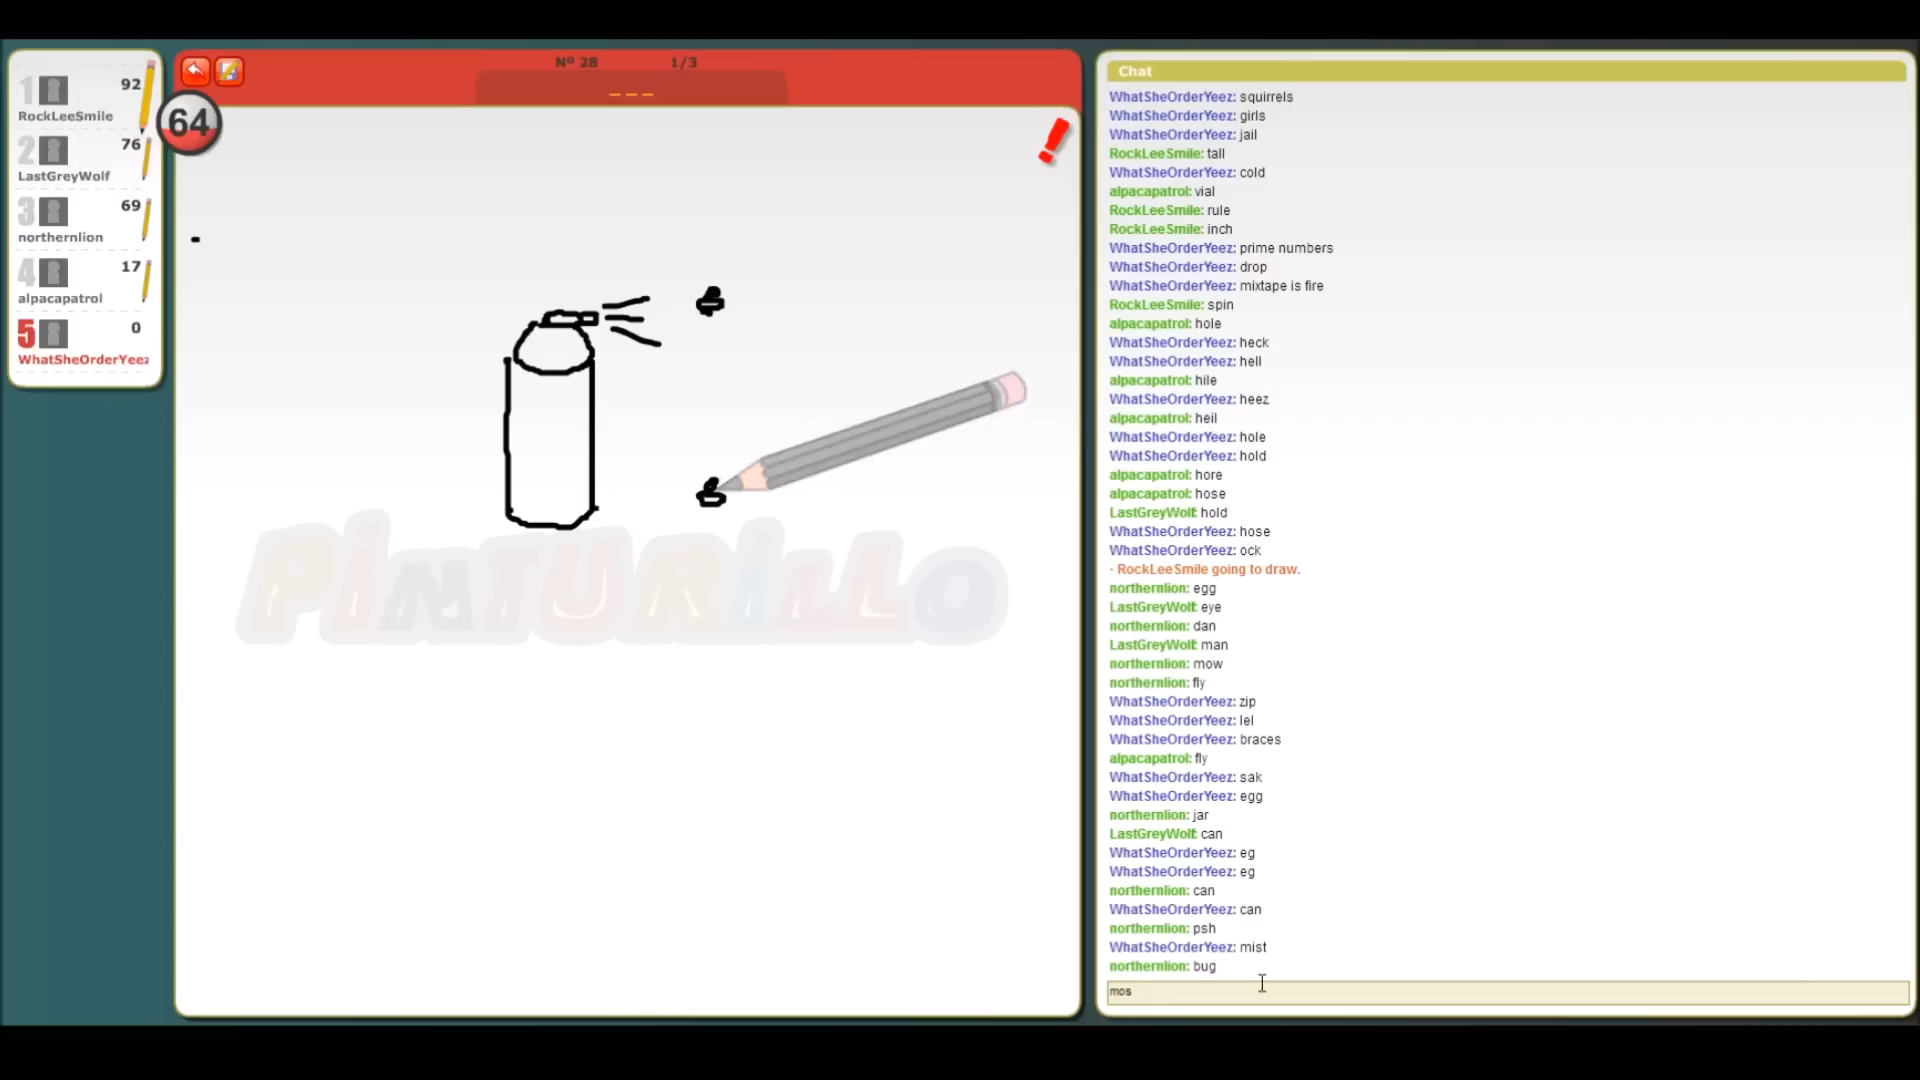 Nº 28 1/3
_ _ _
64
1 92
RockLeeSmile
2 76
LastGreyWolf
3 69
northernlion
4 17
alpacapatrol
5 0
WhatSheOrderYeez
!
PINTURILLO
Chat
WhatSheOrderYeez: squirrels
WhatSheOrderYeez: girls
WhatSheOrderYeez: jail
RockLeeSmile: tall
WhatSheOrderYeez: cold
alpacapatrol: vial
RockLeeSmile: rule
RockLeeSmile: inch
WhatSheOrderYeez: prime numbers
WhatSheOrderYeez: drop
WhatSheOrderYeez: mixtape is fire
RockLeeSmile: spin
alpacapatrol: hole
WhatSheOrderYeez: heck
WhatSheOrderYeez: hell
alpacapatrol: hile
WhatSheOrderYeez: heez
alpacapatrol: heil
WhatSheOrderYeez: hole
WhatSheOrderYeez: hold
alpacapatrol: hore
alpacapatrol: hose
LastGreyWolf: hold
WhatSheOrderYeez: hose
WhatSheOrderYeez: ock
· RockLeeSmile going to draw.
northernlion: egg
LastGreyWolf: eye
northernlion: dan
LastGreyWolf: man
northernlion: mow
northernlion: fly
WhatSheOrderYeez: zip
WhatSheOrderYeez: lel
WhatSheOrderYeez: braces
alpacapatrol: fly
WhatSheOrderYeez: sak
WhatSheOrderYeez: egg
northernlion: jar
LastGreyWolf: can
WhatSheOrderYeez: eg
WhatSheOrderYeez: eg
northernlion: can
WhatSheOrderYeez: can
northernlion: psh
WhatSheOrderYeez: mist
northernlion: bug
mos